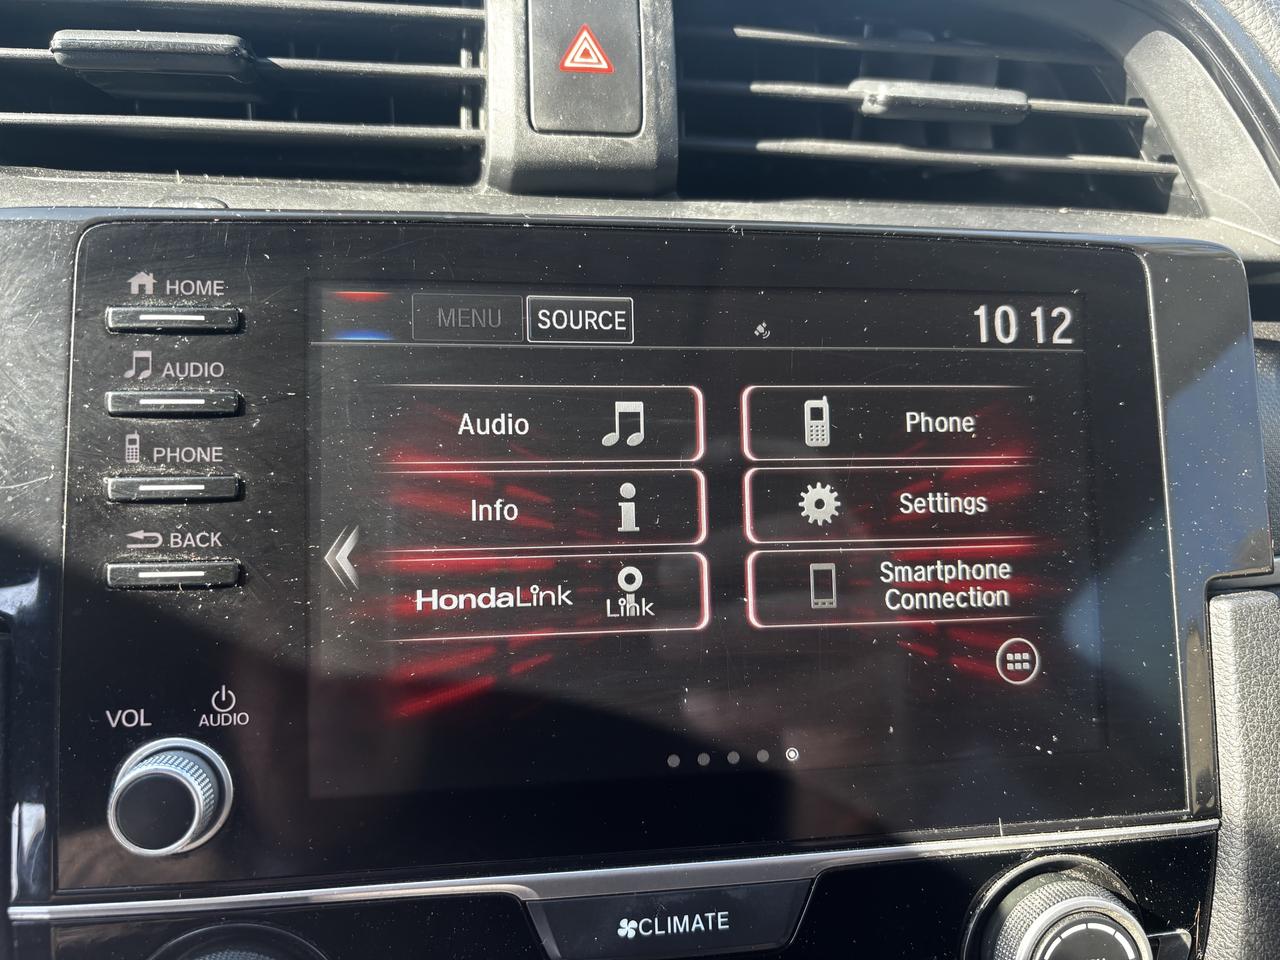 HOME
AUDIO
PHONE
BACK
VOL
AUDIO
MENU
SOURCE
10 12
Audio
Phone
Info
Settings
HondaLink
Link
Smartphone
Connection
CLIMATE